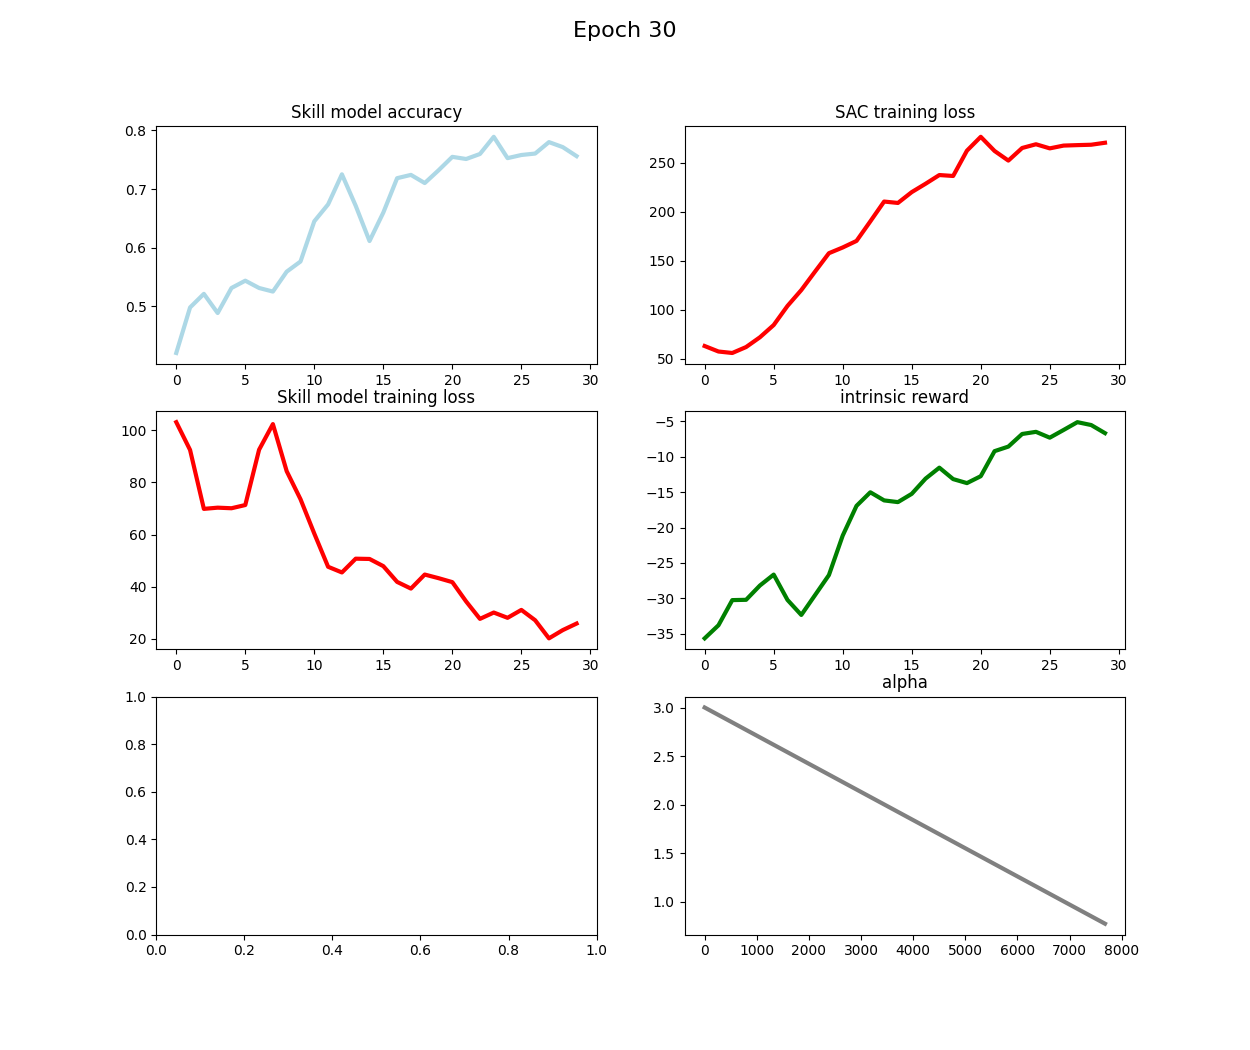 Epoch 30
Skill model accuracy
0.8
0.7
0.6
0.5
0 5 10 15 20 25 30
SAC training loss
250
200
150
100
50
0 5 10 15 20 25 30
Skill model training loss
100
80
60
40
20
0 5 10 15 20 25 30
intrinsic reward
−5
−10
−15
−20
−25
−30
−35
0 5 10 15 20 25 30
1.0
0.8
0.6
0.4
0.2
0.0
0.0 0.2 0.4 0.6 0.8 1.0
alpha
3.0
2.5
2.0
1.5
1.0
0 1000 2000 3000 4000 5000 6000 7000 8000